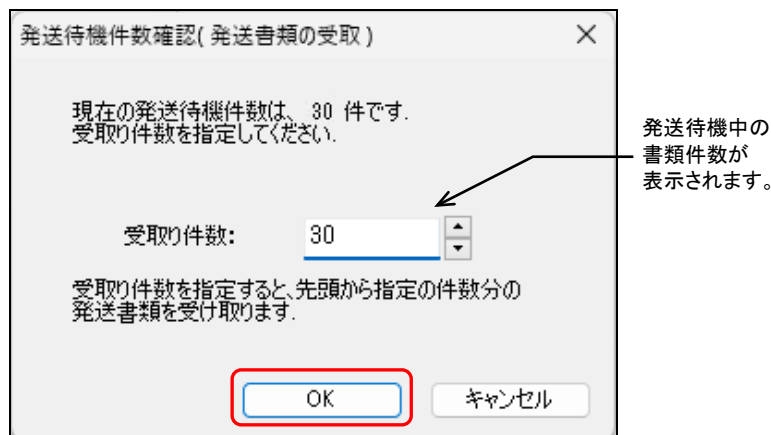 発送待機件数確認( 発送書類の受取 )
現在の発送待機件数は、 30 件です.
受取り件数を指定してください.
発送待機中の
書類件数が
表示されます。
受取り件数: 30
受取り件数を指定すると、先頭から指定の件数分の
発送書類を受け取ります.
OK キャンセル